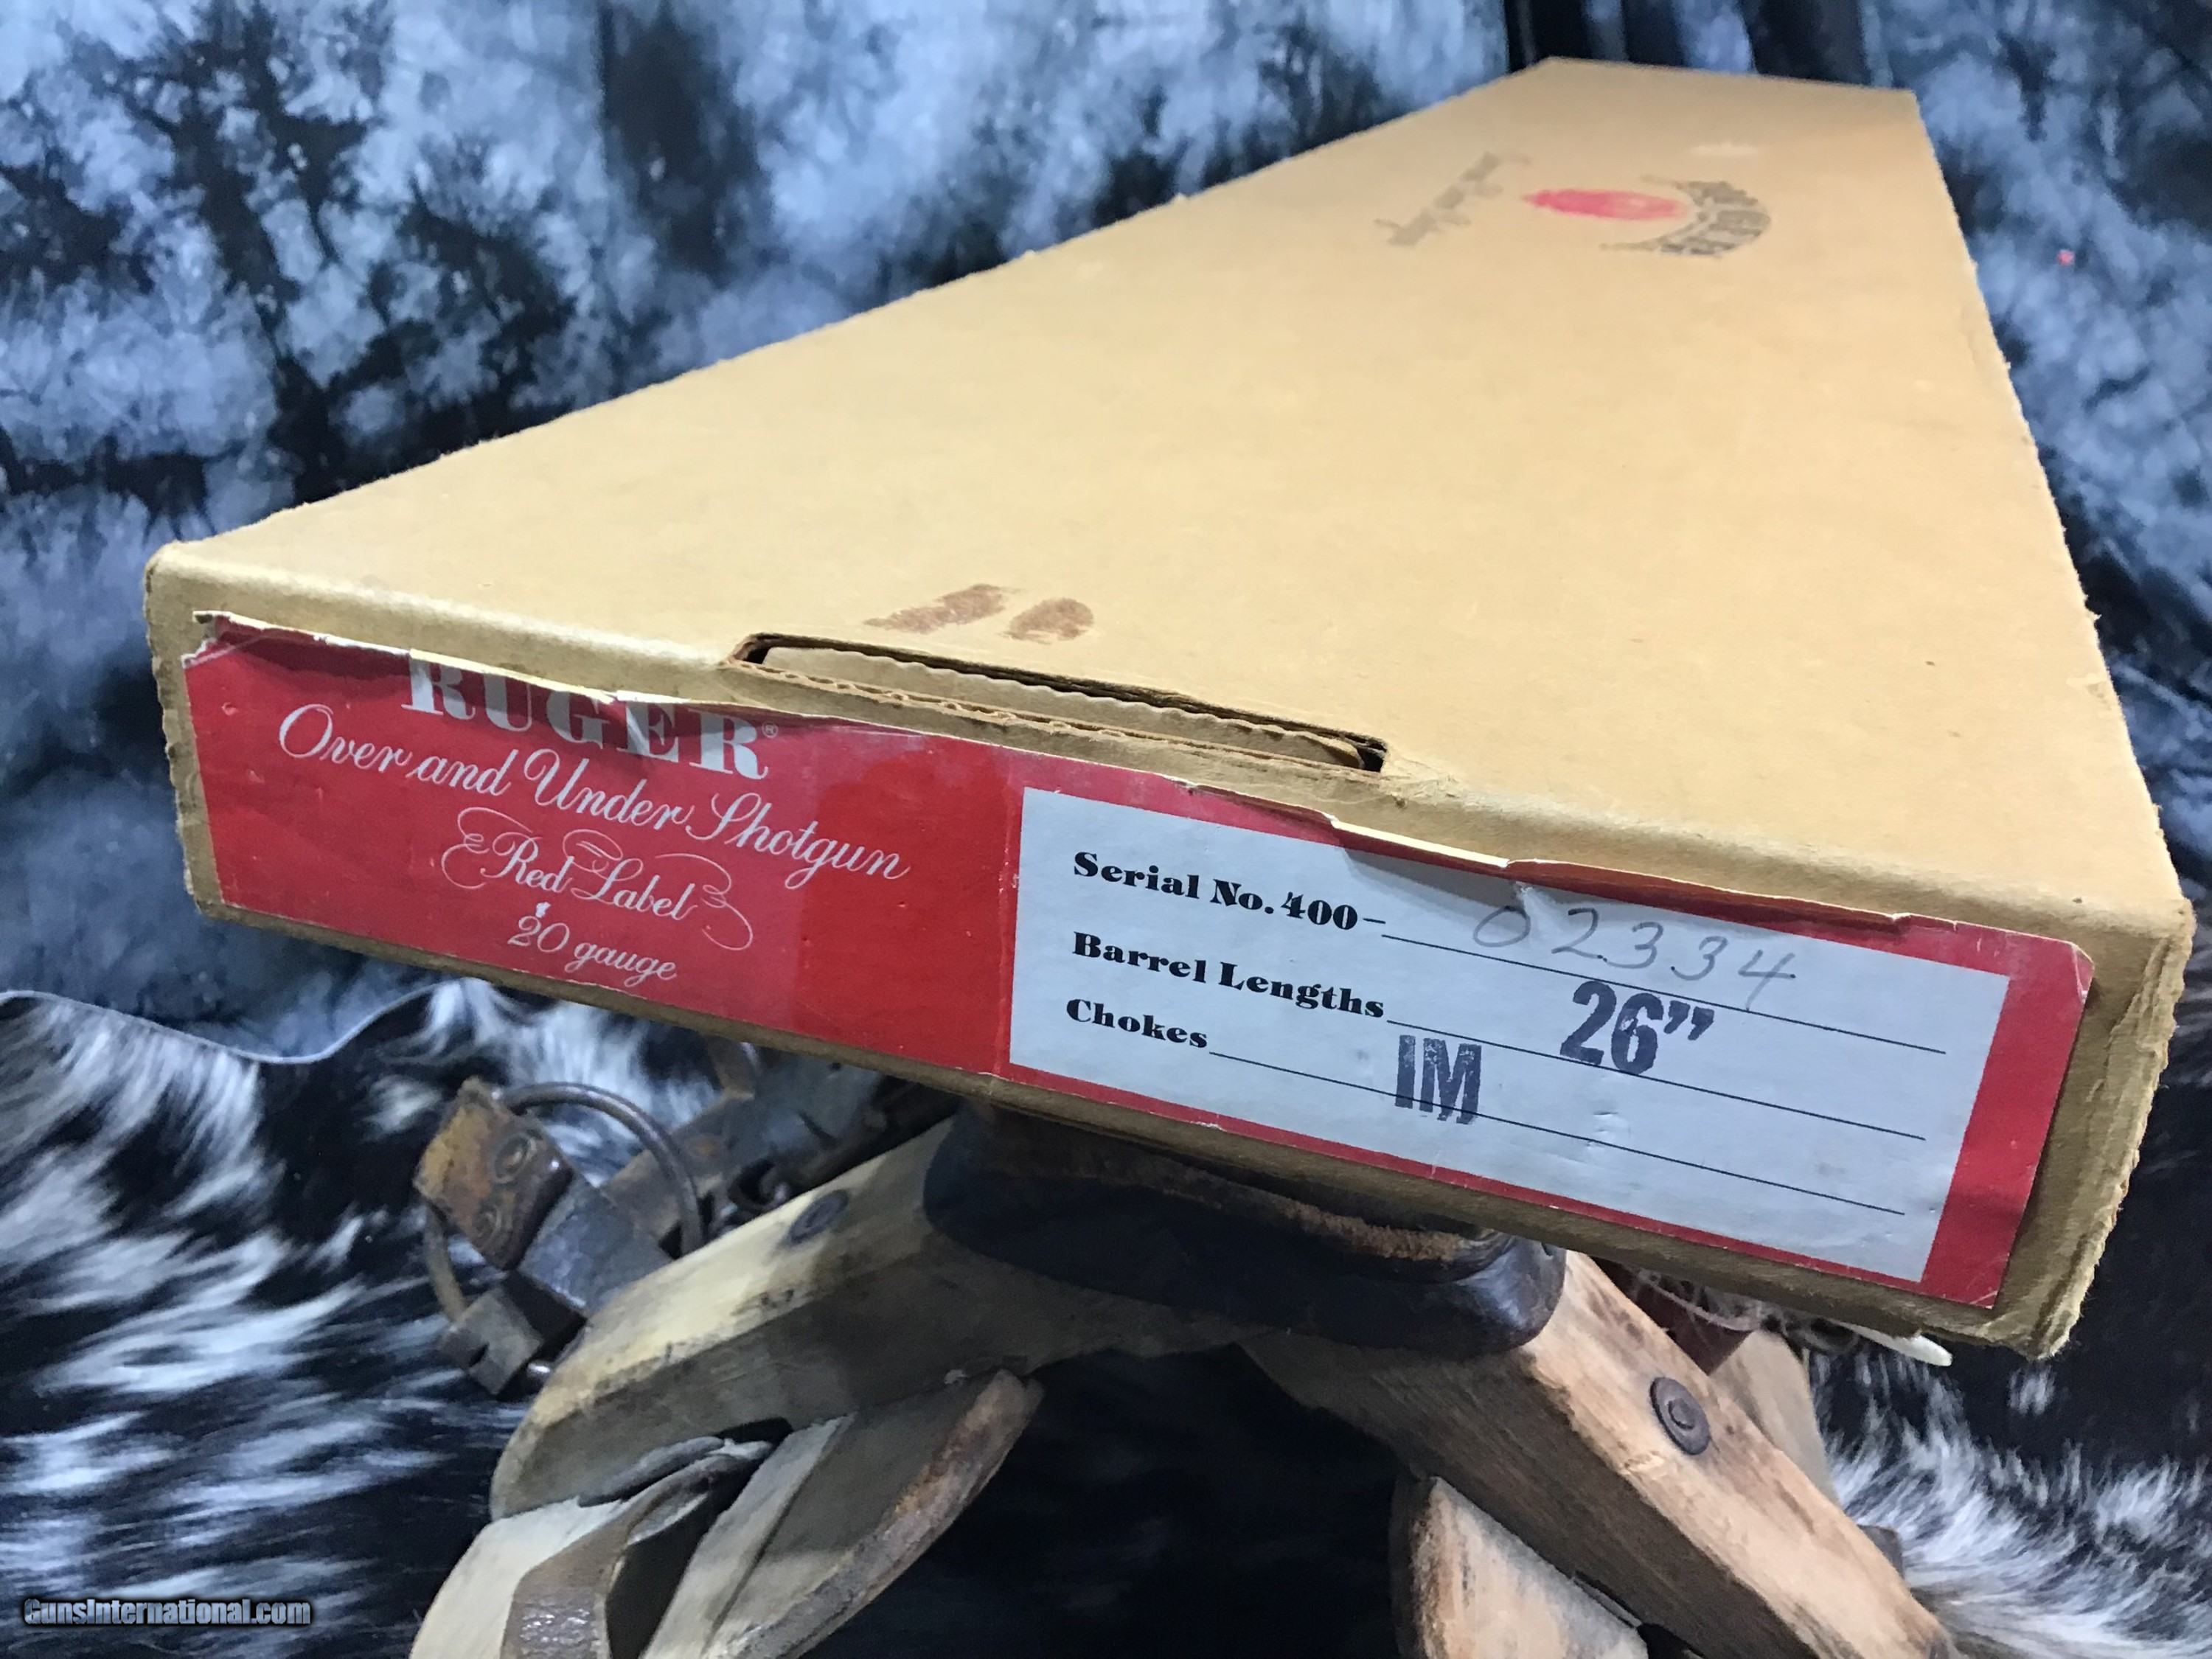 RUGER®
Over and Under Shotgun
Red Label
20 gauge
Serial No. 400- 02334
Barrel Lengths 26"
Chokes IM
GunsInternational.com